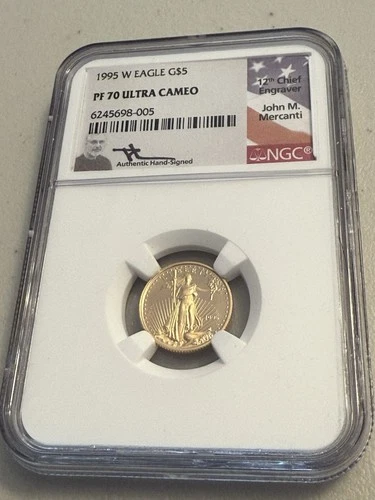 1995 W EAGLE G$5
PF 70 ULTRA CAMEO
6245698-005
Authentic Hand-Signed
12th Chief
Engraver
John M.
Mercanti
NGC®